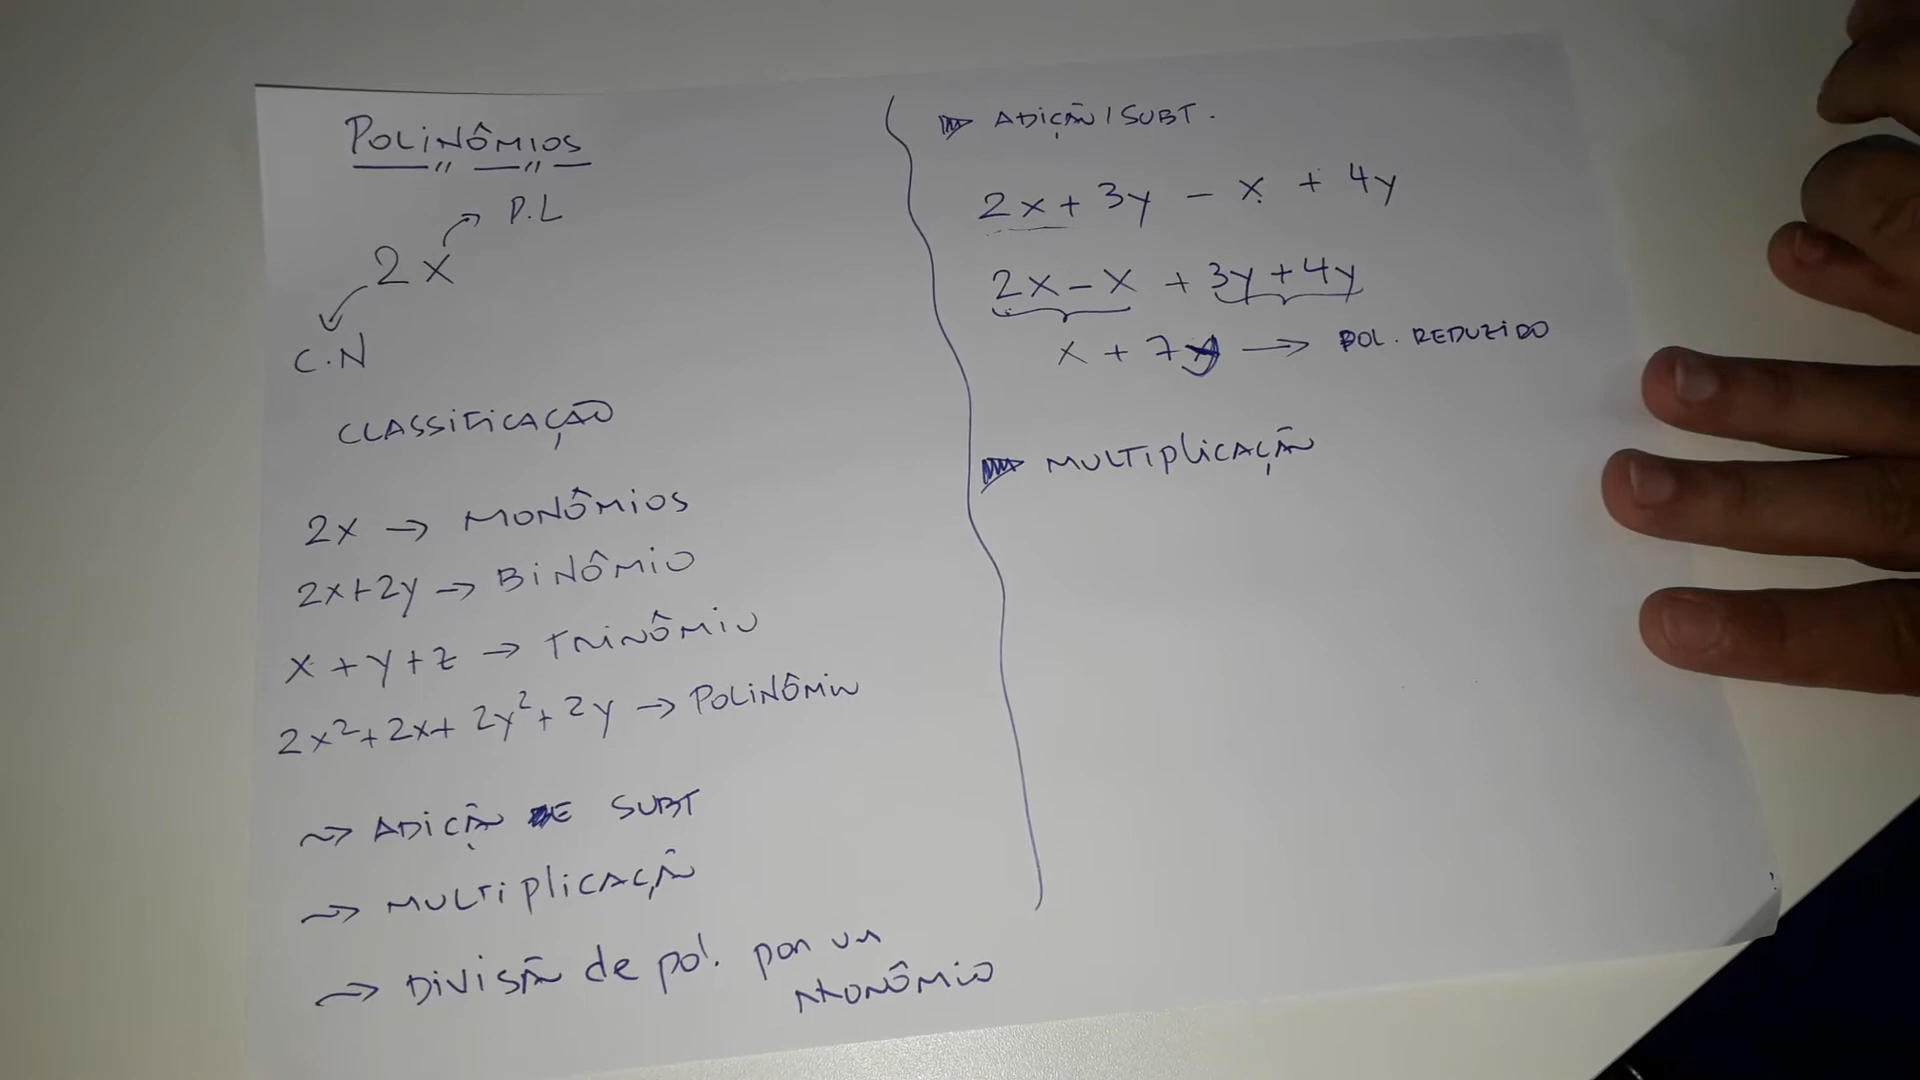 POLINÔMIOS
P.L
2x
C.N
CLASSIFICAÇÃO
2x → MONÔMIOS
2x+2y → BINÔMIO
x+y+z → TRINÔMIO
2x²+2x+2y²+2y → POLINÔMIO
~> ADIÇÃO E SUBT
~> MULTIPLICAÇÃO
~> DIVISÃO de pol. por um
MONÔMIO
ADIÇÃO/SUBT.
2x+3y - x + 4y
2x-x + 3y+4y
x + 7y → POL. REDUZIDO
MULTIPLICAÇÃO